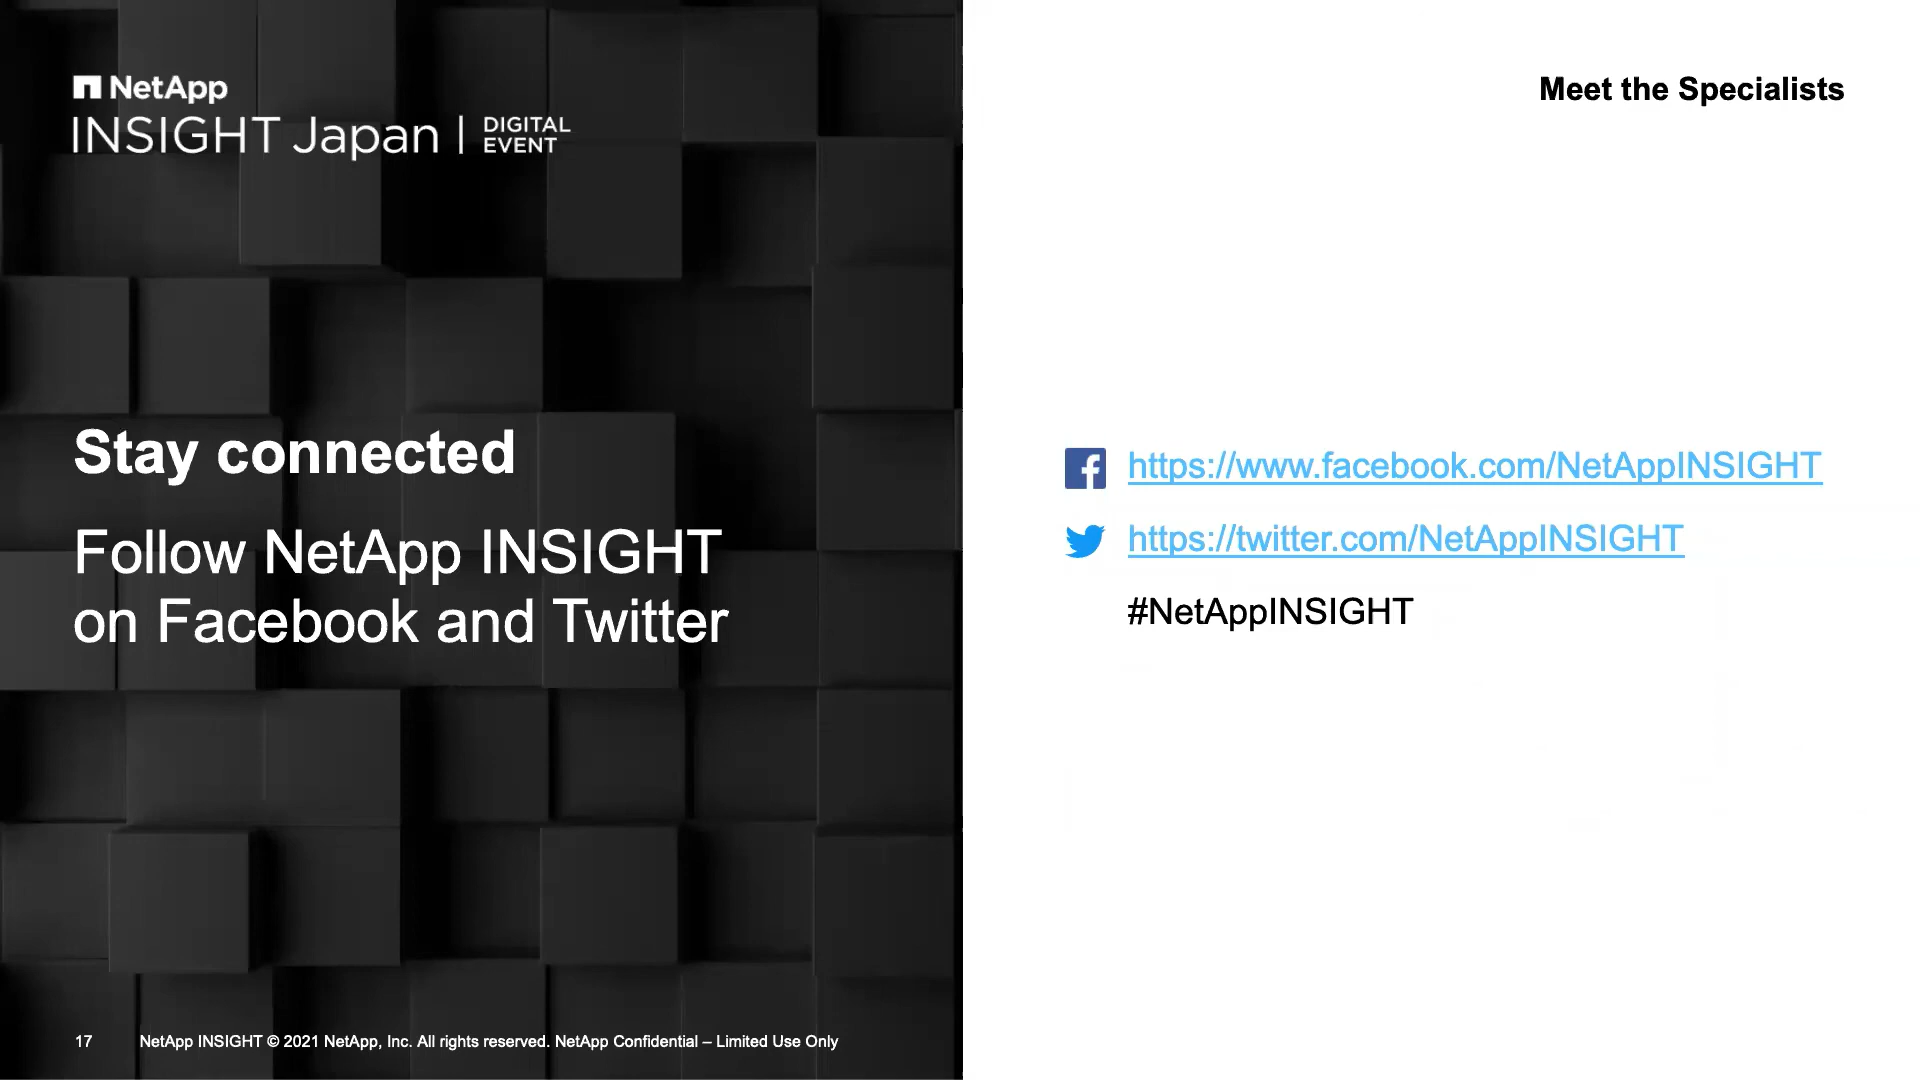 NetApp
INSIGHT Japan | DIGITAL EVENT
Meet the Specialists
Stay connected
Follow NetApp INSIGHT
on Facebook and Twitter
https://www.facebook.com/NetAppINSIGHT
https://twitter.com/NetAppINSIGHT
#NetAppINSIGHT
17 NetApp INSIGHT © 2021 NetApp, Inc. All rights reserved. NetApp Confidential – Limited Use Only